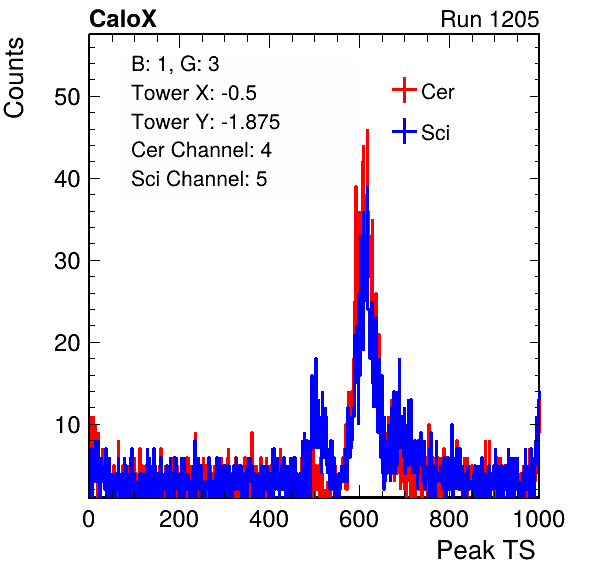 CaloX
Run 1205
Counts
B: 1, G: 3
Tower X: -0.5
Tower Y: -1.875
Cer Channel: 4
Sci Channel: 5
Cer
Sci
50
40
30
20
10
0 200 400 600 800 1000
Peak TS